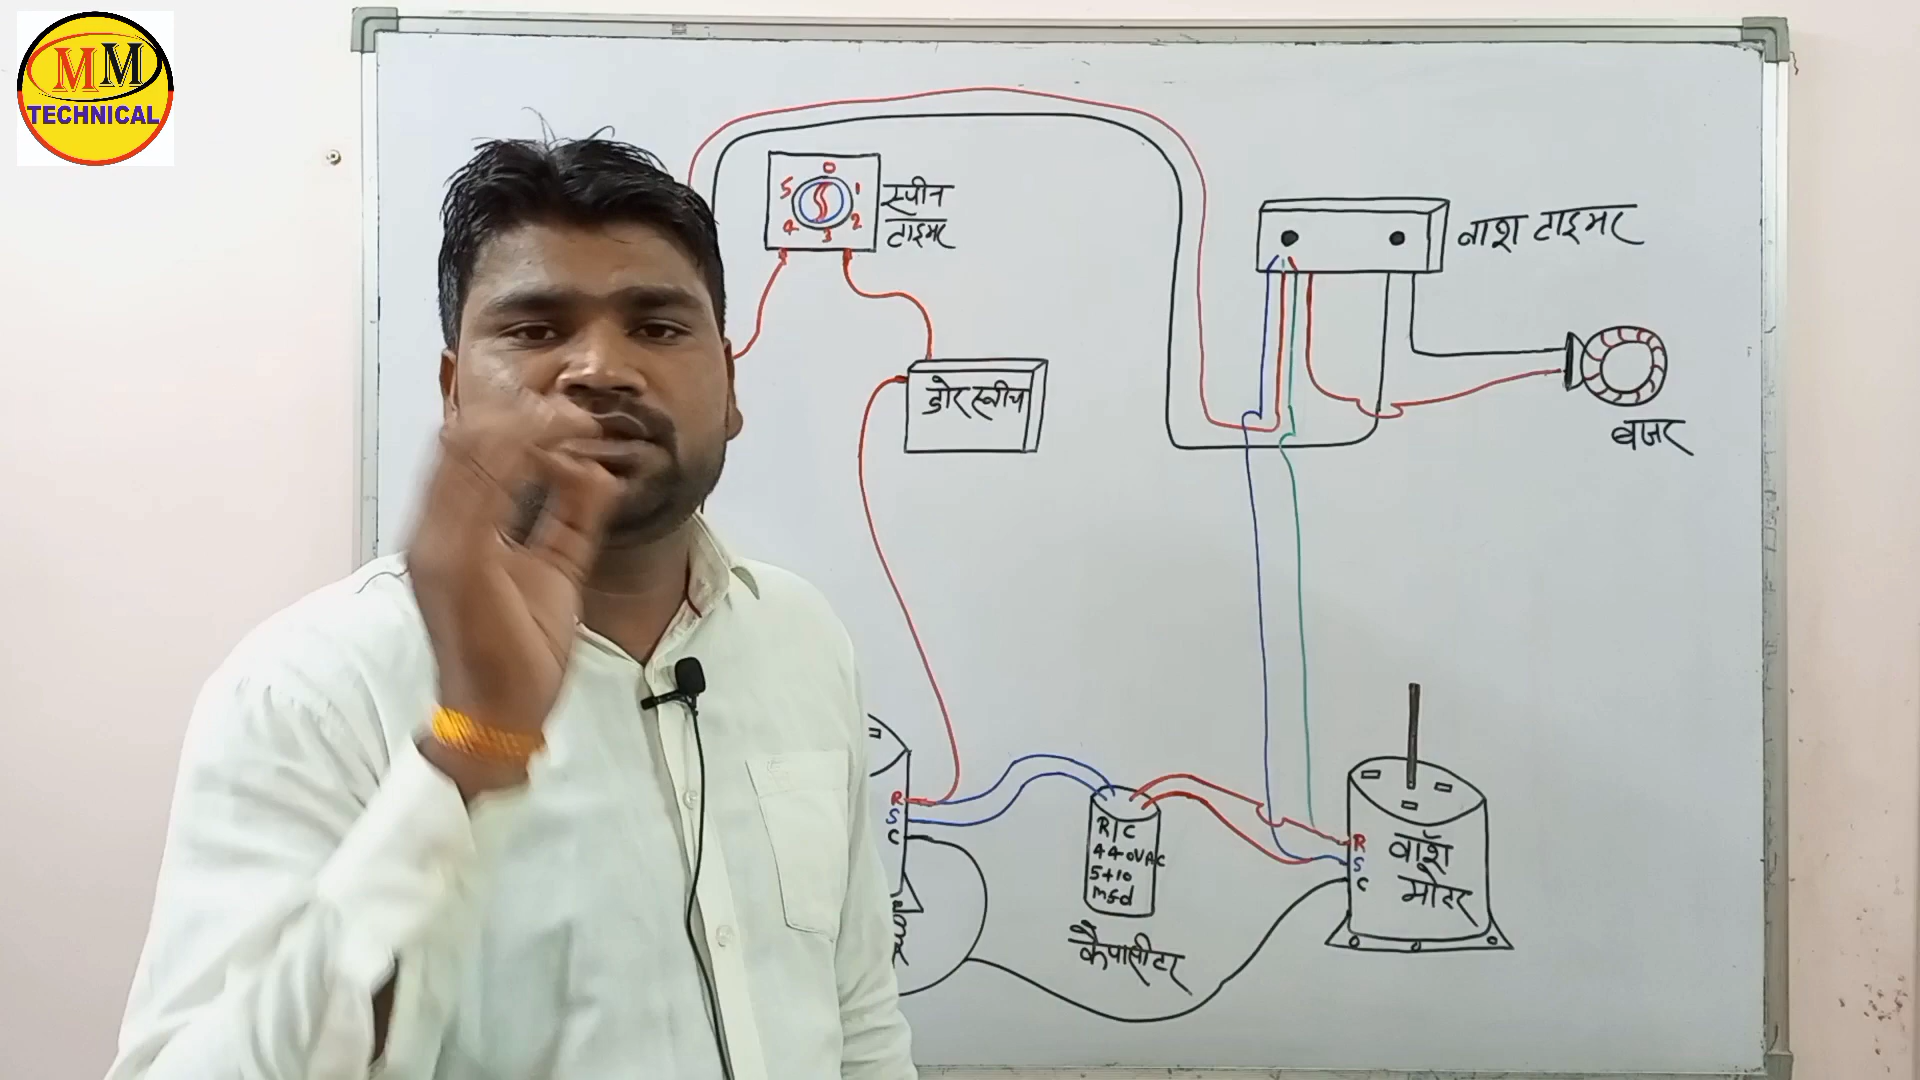 MM
TECHNICAL
0
1
2
3
4
5
स्पीन
टाइमर
वाश टाइमर
डोर स्वीच
बजर
R
S
C
R|C
440VAC
5+10
mfd
कैपासीटर
R
S
C
वॉश
मोटर